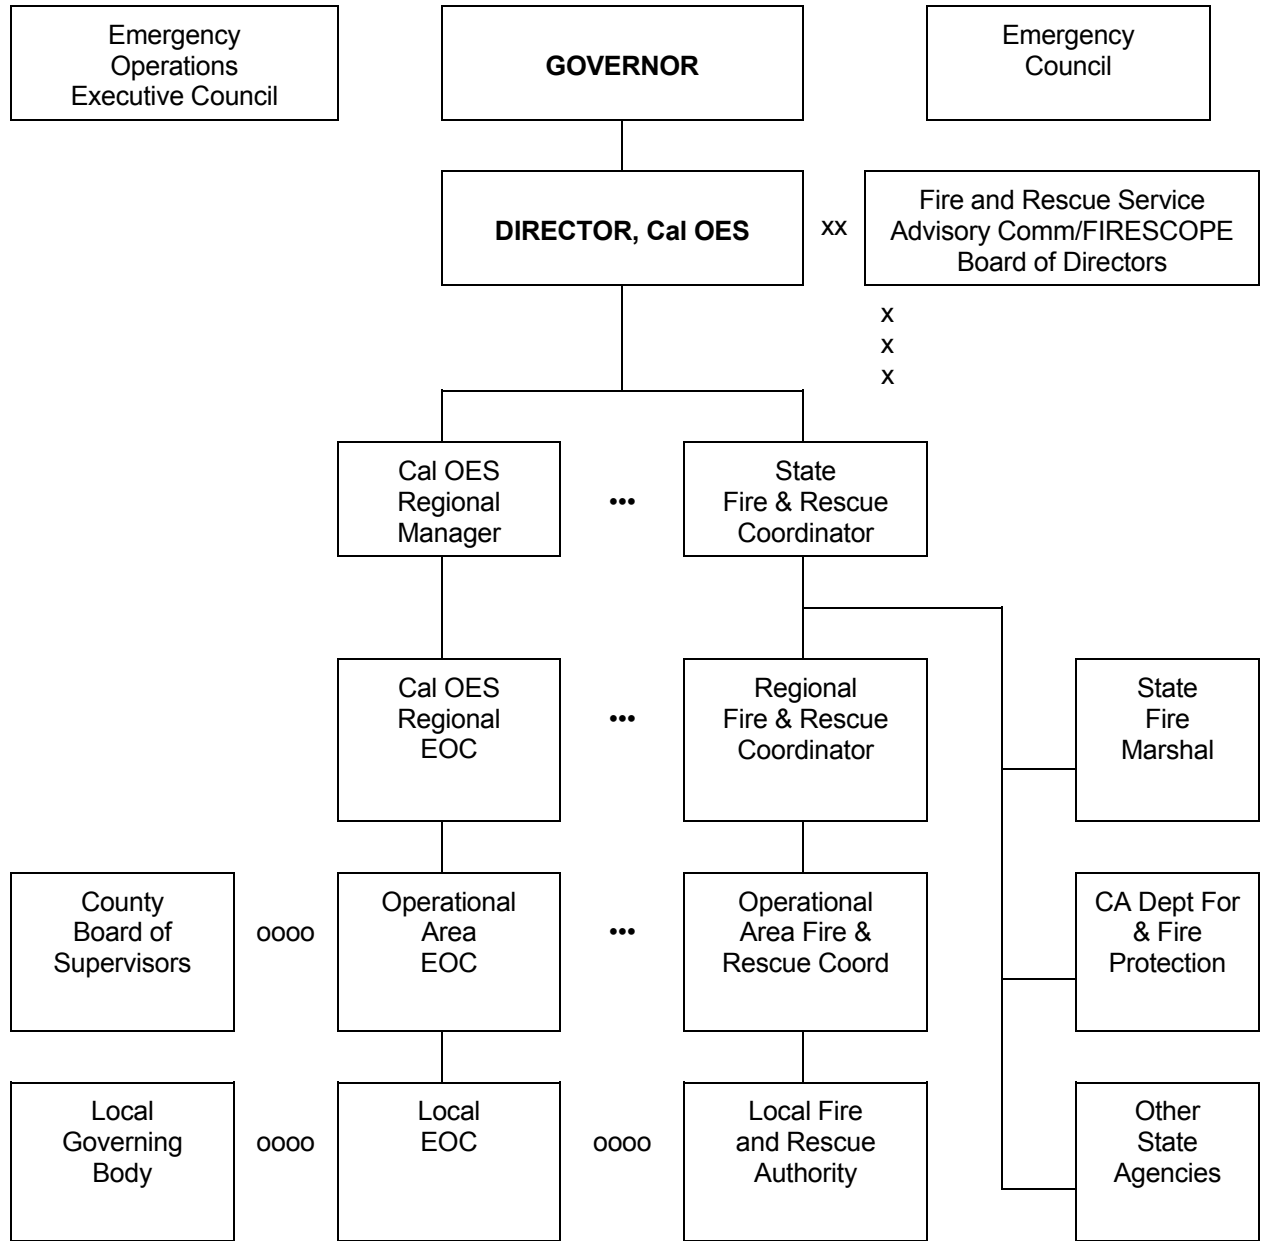 Emergency
Operations
Executive Council
GOVERNOR
Emergency
Council
DIRECTOR, Cal OES
xx
Fire and Rescue Service
Advisory Comm/FIRESCOPE
Board of Directors
x
x
x
Cal OES
Regional
Manager
•••
State
Fire & Rescue
Coordinator
Cal OES
Regional
EOC
•••
Regional
Fire & Rescue
Coordinator
State
Fire
Marshal
County
Board of
Supervisors
oooo
Operational
Area
EOC
•••
Operational
Area Fire &
Rescue Coord
CA Dept For
& Fire
Protection
Local
Governing
Body
oooo
Local
EOC
oooo
Local Fire
and Rescue
Authority
Other
State
Agencies